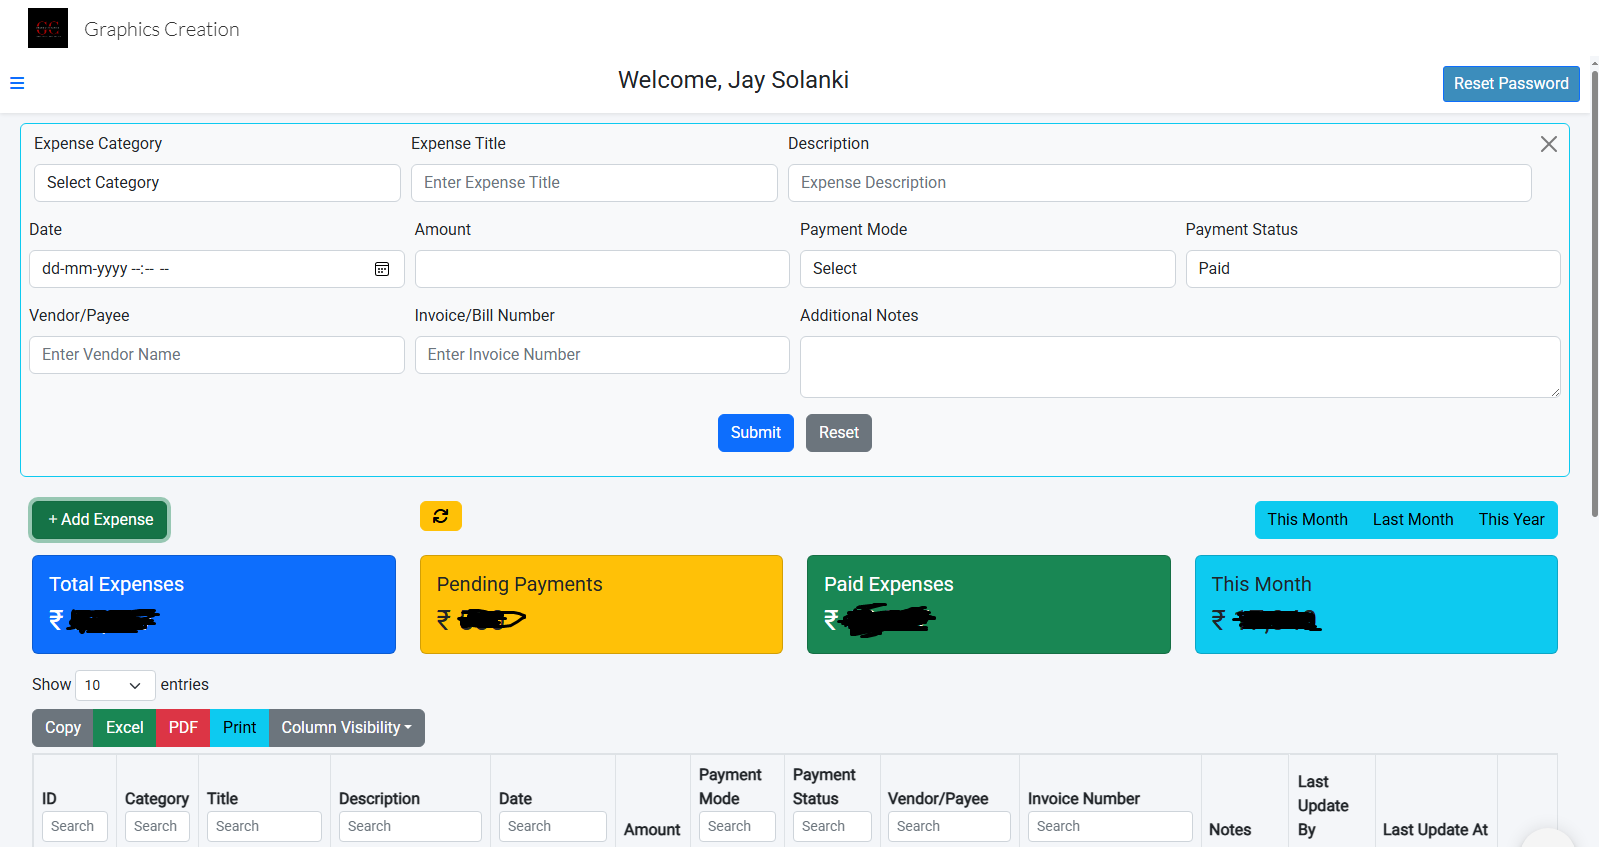 GC
Graphics Creation
Welcome, Jay Solanki
Reset Password
Expense Category
Expense Title
Description
Select Category
Enter Expense Title
Expense Description
Date
Amount
Payment Mode
Payment Status
dd-mm-yyyy --:-- --
Select
Paid
Vendor/Payee
Invoice/Bill Number
Additional Notes
Enter Vendor Name
Enter Invoice Number
Submit
Reset
+ Add Expense
This Month
Last Month
This Year
Total Expenses
₹
Pending Payments
₹
Paid Expenses
₹
This Month
₹
Show 10 entries
Copy
Excel
PDF
Print
Column Visibility
ID
Search
Category
Search
Title
Search
Description
Search
Date
Search
Amount
Payment
Mode
Search
Payment
Status
Search
Vendor/Payee
Search
Invoice Number
Search
Notes
Last
Update
By
Last Update At